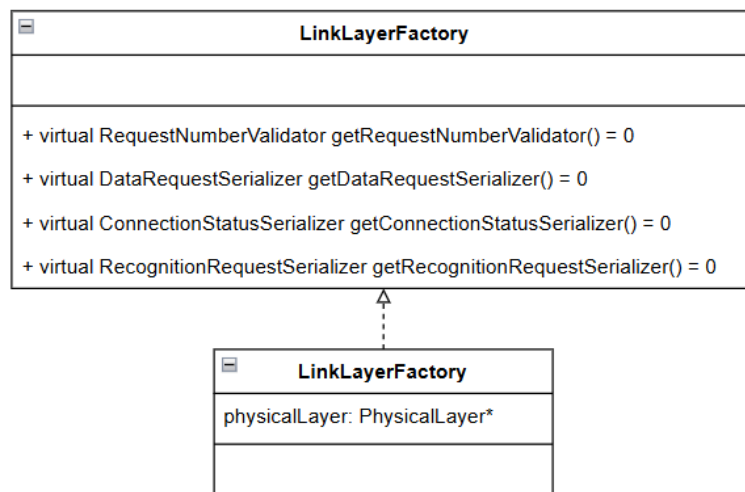 LinkLayerFactory
+ virtual RequestNumberValidator getRequestNumberValidator() = 0
+ virtual DataRequestSerializer getDataRequestSerializer() = 0
+ virtual ConnectionStatusSerializer getConnectionStatusSerializer() = 0
+ virtual RecognitionRequestSerializer getRecognitionRequestSerializer() = 0
LinkLayerFactory
physicalLayer: PhysicalLayer*